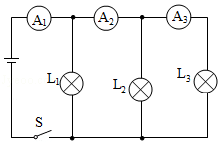 A₁ A₂ A₃
L₁ L₂ L₃
S